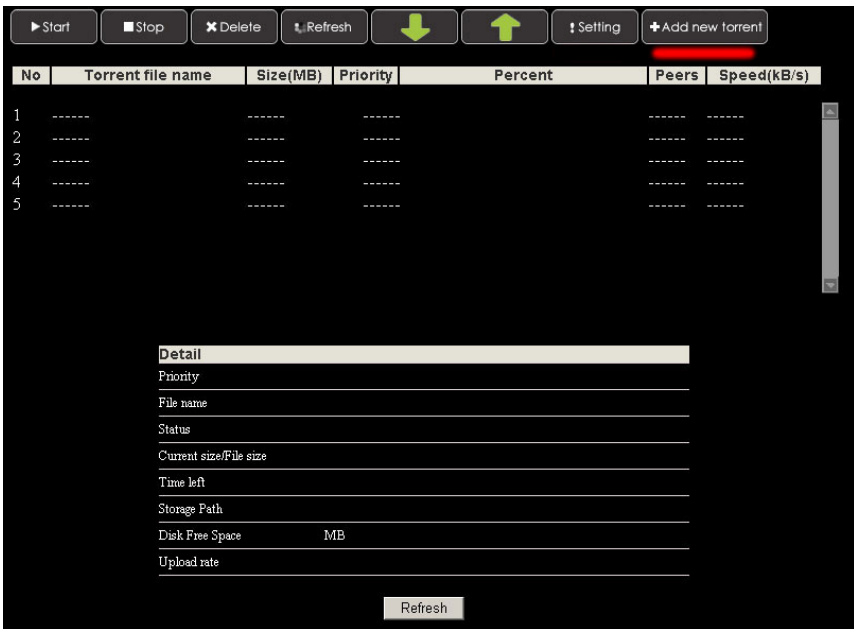 Start Stop Delete Refresh Setting Add new torrent
No Torrent file name Size(MB) Priority Percent Peers Speed(kB/s)
1 ------ ------ ------ ------ ------
2 ------ ------ ------ ------ ------
3 ------ ------ ------ ------ ------
4 ------ ------ ------ ------ ------
5 ------ ------ ------ ------ ------
Detail
Priority
File name
Status
Current size/File size
Time left
Storage Path
Disk Free Space MB
Upload rate
Refresh